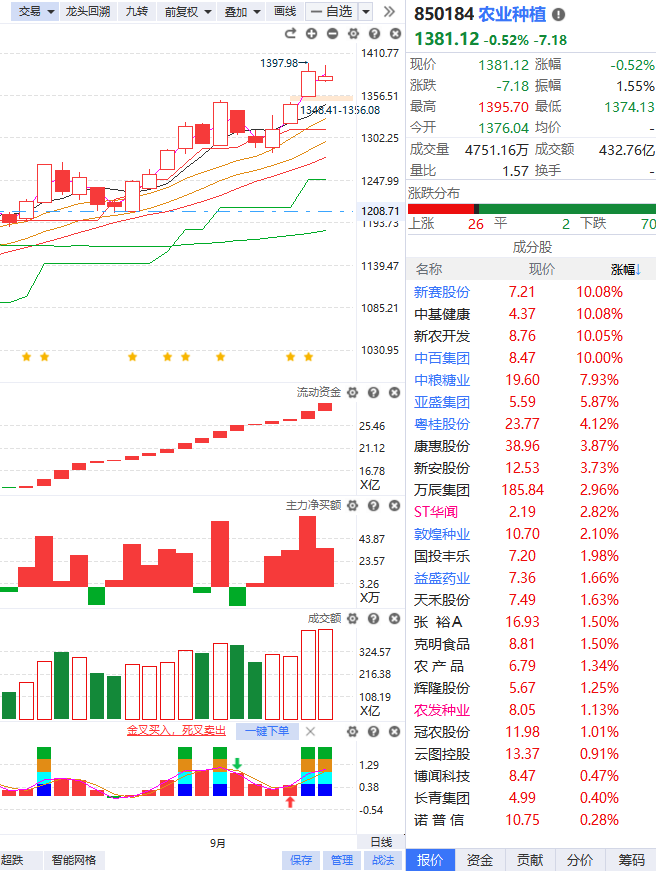 交易 龙头回溯 九转 前复权 叠加 画线 一 自选
1410.77
1397.98
1356.51
1348.41-1356.08
1302.25
1247.99
1208.71
1193.73
1139.47
1085.21
1030.95
流动资金
25.46
21.12
16.78
X亿
主力净买额
43.87
23.57
3.26
X万
成交额
324.57
216.38
108.19
X亿
金叉买入，死叉卖出 一键下单
1.29
0.38
-0.54
9月 日线
超跌 智能网格 保存 管理 战法
850184 农业种植
1381.12 -0.52% -7.18
现价 1381.12 涨幅 -0.52%
涨跌 -7.18 振幅 1.55%
最高 1395.70 最低 1374.13
今开 1376.04 均价 -
成交量 4751.16万 成交额 432.76亿
量比 1.57 换手 -
涨跌分布
上涨 26 平 2 下跌 70
成分股
名称 现价 涨幅↓
新赛股份 7.21 10.08%
中基健康 4.37 10.08%
新农开发 8.76 10.05%
中百集团 8.47 10.00%
中粮糖业 19.60 7.93%
亚盛集团 5.59 5.87%
粤桂股份 23.77 4.12%
康惠股份 38.96 3.87%
新安股份 12.53 3.73%
万辰集团 185.84 2.96%
ST华闻 2.19 2.82%
敦煌种业 10.70 2.10%
国投丰乐 7.20 1.98%
益盛药业 7.36 1.66%
天禾股份 7.49 1.63%
张 裕A 16.93 1.50%
克明食品 8.81 1.50%
农 产 品 6.79 1.34%
辉隆股份 5.67 1.25%
农发种业 8.05 1.13%
冠农股份 11.98 1.01%
云图控股 13.37 0.91%
博闻科技 8.47 0.47%
长青集团 4.99 0.40%
诺 普 信 10.75 0.28%
报价 资金 贡献 分价 筹码